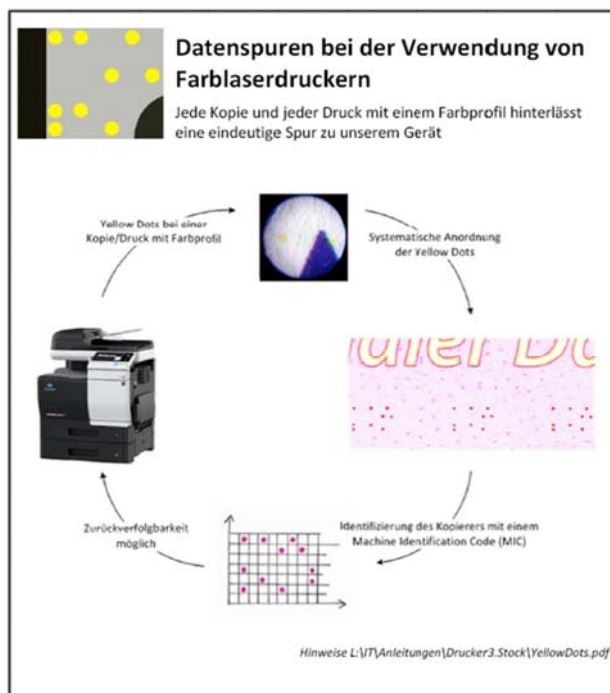 Datenspuren bei der Verwendung von
Farblaserdruckern
Jede Kopie und jeder Druck mit einem Farbprofil hinterlässt
eine eindeutige Spur zu unserem Gerät
Yellow Dots bei einer
Kopie/Druck mit Farbprofil
Systematische Anordnung
der Yellow Dots
Identifizierung des Kopierers mit einem
Machine Identification Code (MIC)
Zurückverfolgbarkeit
möglich
Hinweise L:\IT\Anleitungen\Drucker3.Stock\YellowDots.pdf